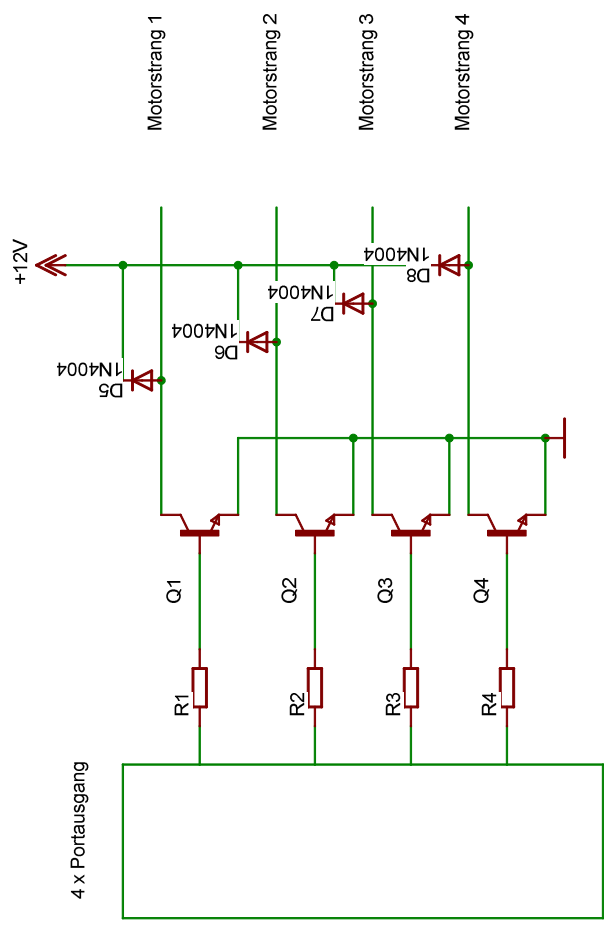 Motorstrang 1
Motorstrang 2
Motorstrang 3
Motorstrang 4
+12V
1N4004
D8
1N4004
D7
1N4004
D6
1N4004
D5
Q1
Q2
Q3
Q4
R1
R2
R3
R4
4 x Portausgang